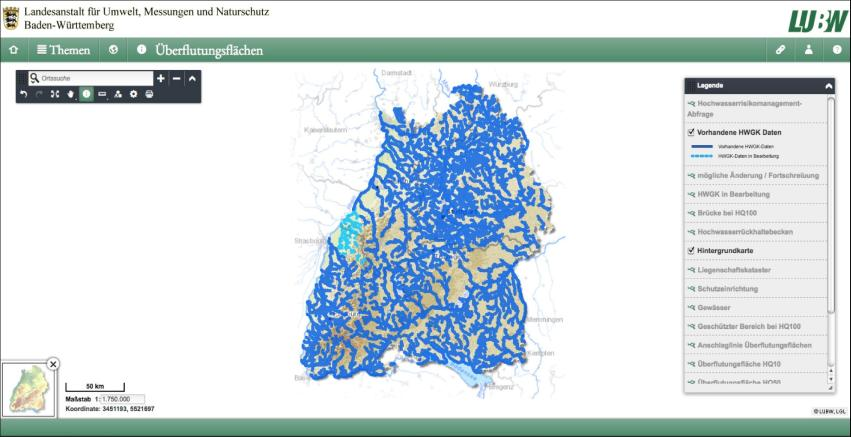 Landesanstalt für Umwelt, Messungen und Naturschutz
Baden-Württemberg
LUBW
Themen
Überflutungsflächen
Ortssuche
Legende
Hochwasserrisikomanagement-
Abfrage
Vorhandene HWGK Daten
Vorhandene HWGK-Daten
HWGK-Daten in Bearbeitung
mögliche Änderung / Fortschreibung
HWGK in Bearbeitung
Brücke bei HQ100
Hochwasserrückhaltebecken
Hintergrundkarte
Liegenschaftskataster
Schutzeinrichtung
Gewässer
Geschützter Bereich bei HQ100
Anschlaglinie Überflutungsflächen
Überflutungsfläche HQ10
Überflutungsfläche HQ50
Darmstadt
Würzburg
Kaiserslautern
Strasbourg
Memmingen
Kempten
Bregenz
50 km
Maßstab 1: 1.750.000
Koordinate: 3451193, 5521697
© LUBW, LGL